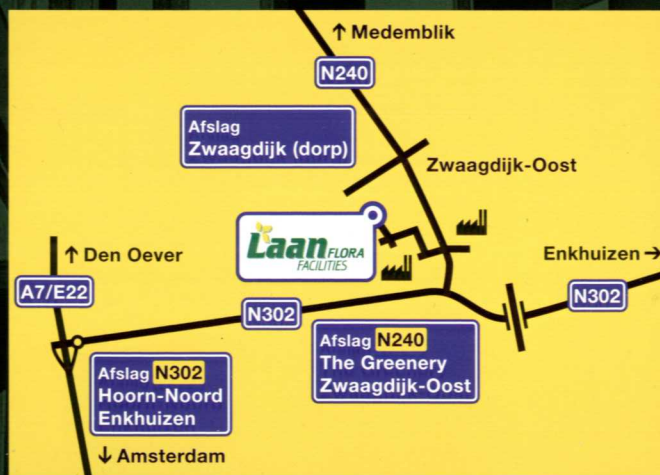 ↑ Medemblik
N240
Afslag
Zwaagdijk (dorp)
Zwaagdijk-Oost
Laan FLORA
FACILITIES
↑ Den Oever
Enkhuizen →
A7/E22
N302
N302
Afslag N240
The Greenery
Zwaagdijk-Oost
Afslag N302
Hoorn-Noord
Enkhuizen
↓ Amsterdam